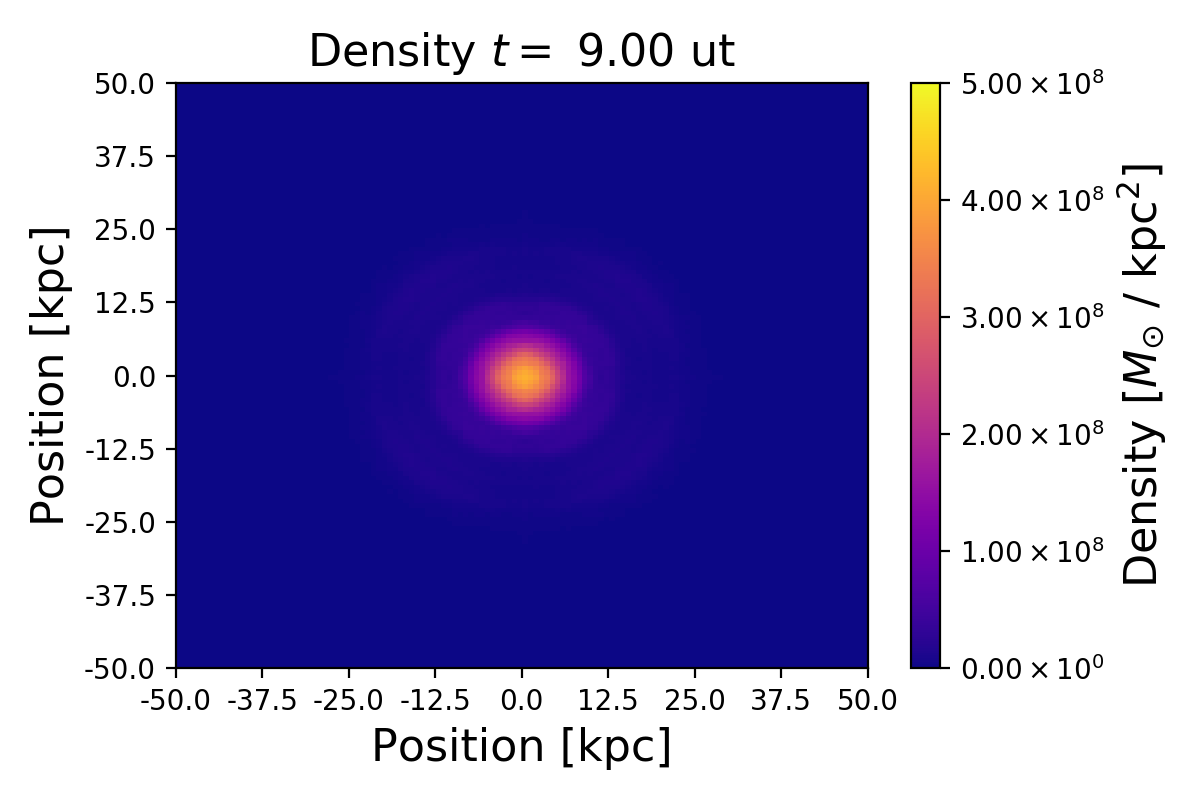 Density t = 9.00 ut
50.0
37.5
25.0
12.5
0.0
-12.5
-25.0
-37.5
-50.0
Position [kpc]
-50.0 -37.5 -25.0 -12.5 0.0 12.5 25.0 37.5 50.0
Position [kpc]
5.00 × 10⁸
4.00 × 10⁸
3.00 × 10⁸
2.00 × 10⁸
1.00 × 10⁸
0.00 × 10⁰
Density [M⊙ / kpc²]